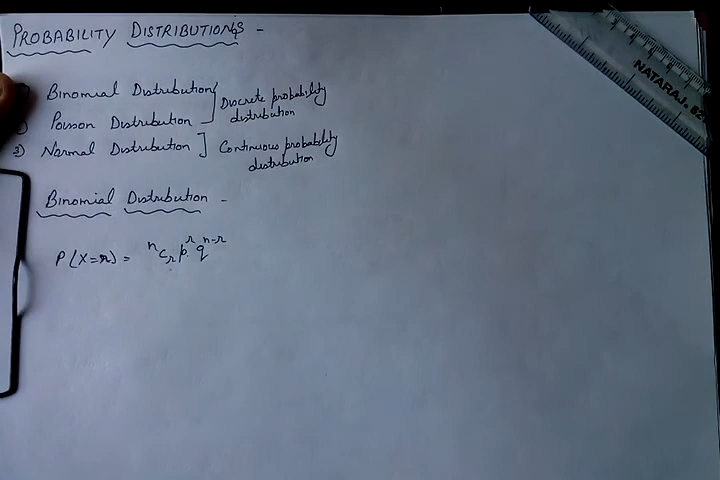 PROBABILITY DISTRIBUTIONS -
Binomial Distribution
Poisson Distribution
Discrete probability
distribution
3) Normal Distribution ]
Continuous probability
distribution
Binomial Distribution -
P(X=r) = ⁿCᵣ pʳ qⁿ⁻ʳ
NATARAJ